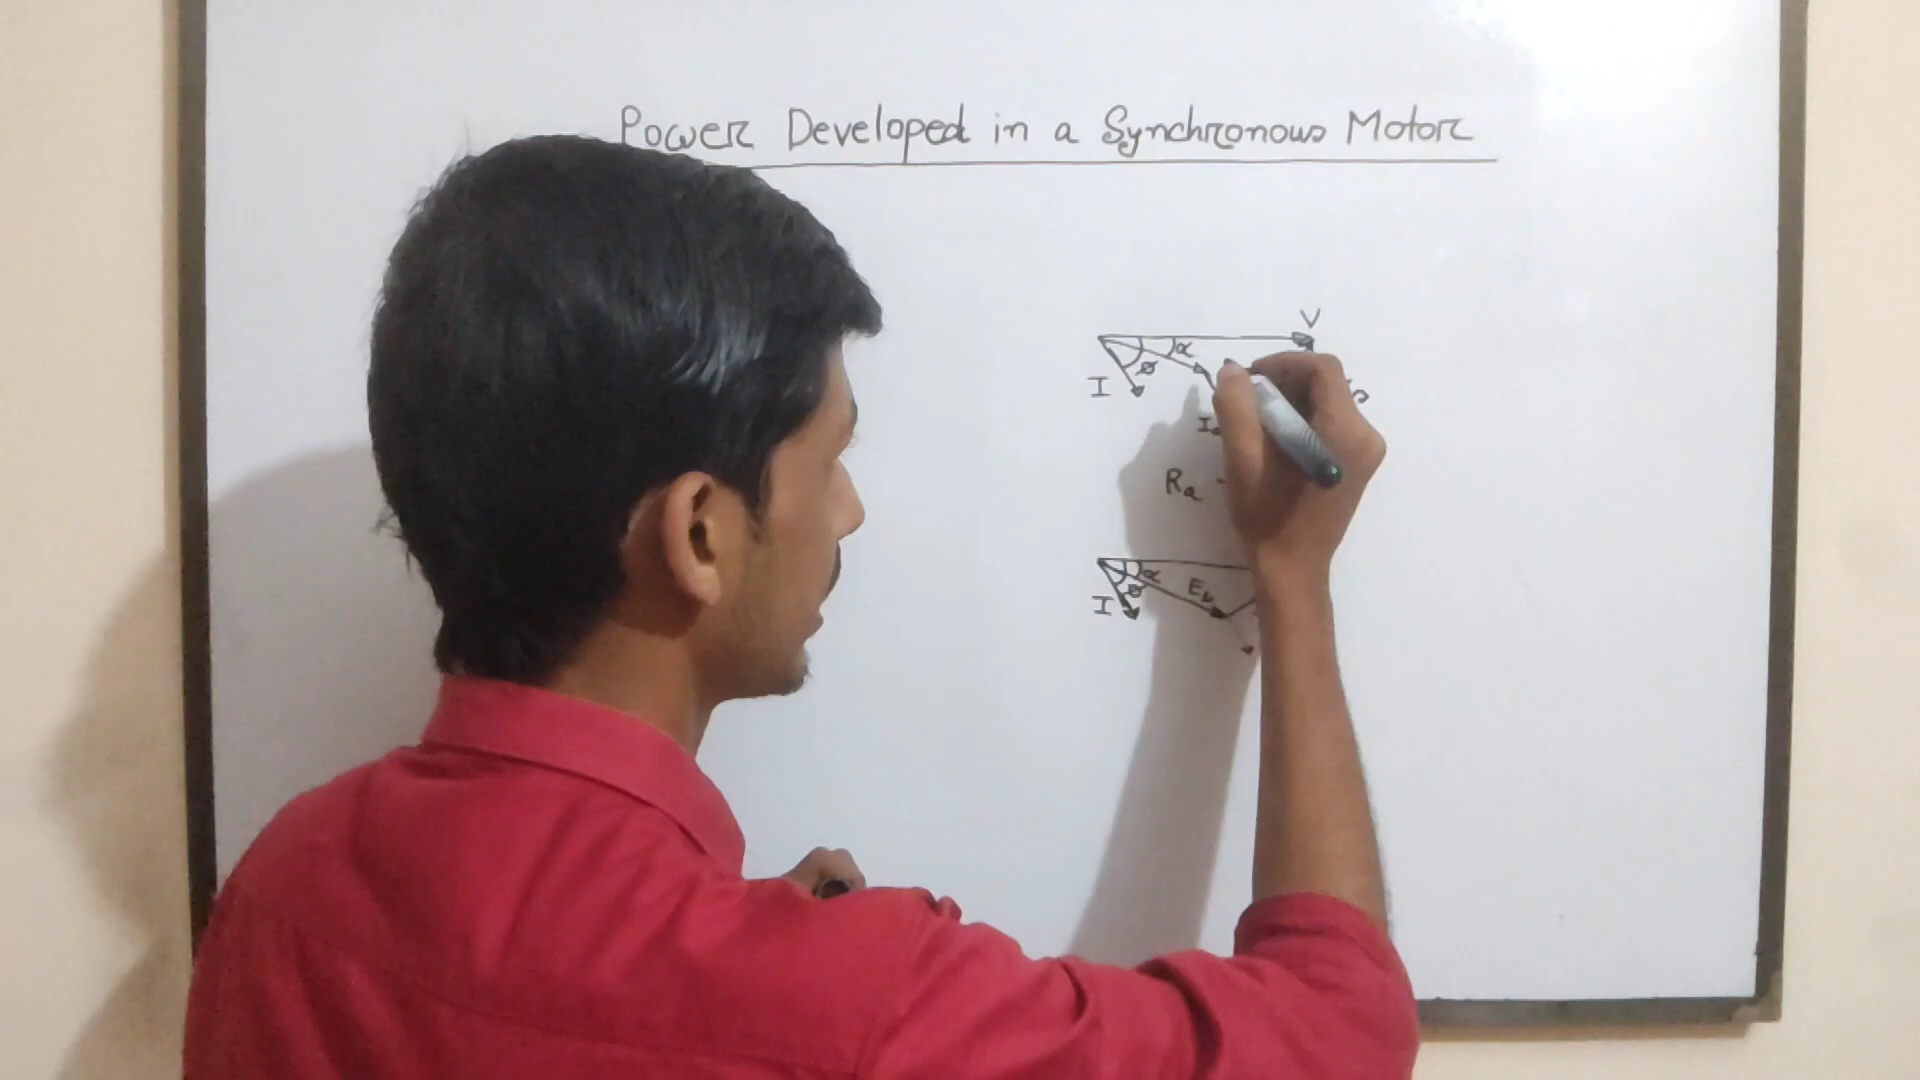 Power Developed in a Synchronous Motor
V
α
ø
I
Ra
α
ø
Eb
I